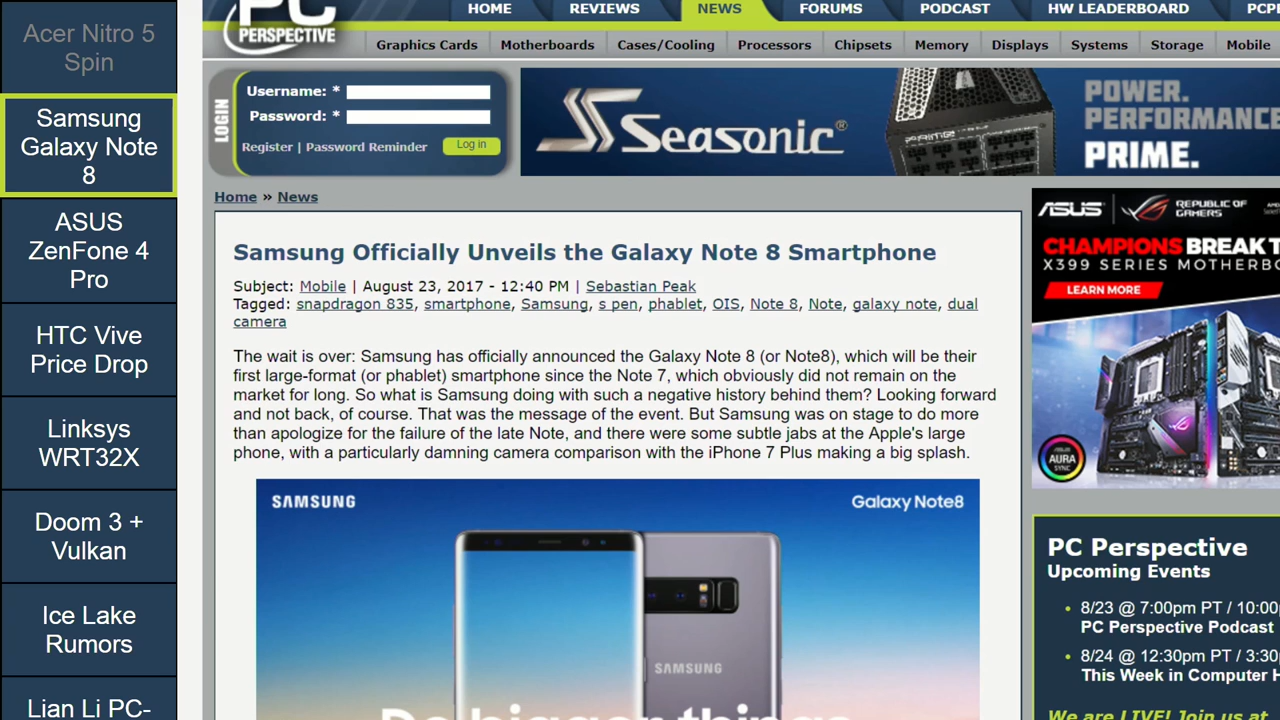 Acer Nitro 5
Spin
Samsung
Galaxy Note
8
ASUS
ZenFone 4
Pro
HTC Vive
Price Drop
Linksys
WRT32X
Doom 3 +
Vulkan
Ice Lake
Rumors
Lian Li PC-
PC
PERSPECTIVE
HOME
REVIEWS
NEWS
FORUMS
PODCAST
HW LEADERBOARD
PCP
Graphics Cards
Motherboards
Cases/Cooling
Processors
Chipsets
Memory
Displays
Systems
Storage
Mobile
LOGIN
Username: *
Password: *
Register | Password Reminder
Log in
Seasonic®
POWER.
PERFORMANCE
PRIME.
Home » News
Samsung Officially Unveils the Galaxy Note 8 Smartphone
Subject: Mobile | August 23, 2017 - 12:40 PM | Sebastian Peak
Tagged: snapdragon 835, smartphone, Samsung, s pen, phablet, OIS, Note 8, Note, galaxy note, dual
camera
The wait is over: Samsung has officially announced the Galaxy Note 8 (or Note8), which will be their
first large-format (or phablet) smartphone since the Note 7, which obviously did not remain on the
market for long. So what is Samsung doing with such a negative history behind them? Looking forward
and not back, of course. That was the message of the event. But Samsung was on stage to do more
than apologize for the failure of the late Note, and there were some subtle jabs at the Apple's large
phone, with a particularly damning camera comparison with the iPhone 7 Plus making a big splash.
SAMSUNG
Galaxy Note8
SAMSUNG
Do bigger things
ASUS
REPUBLIC OF
GAMERS
CHAMPIONS BREAK T
X399 SERIES MOTHERBO
LEARN MORE
AURA
SYNC
PC Perspective
Upcoming Events
8/23 @ 7:00pm PT / 10:00
PC Perspective Podcast
8/24 @ 12:30pm PT / 3:30
This Week in Computer H
We are LIVE! Join us at